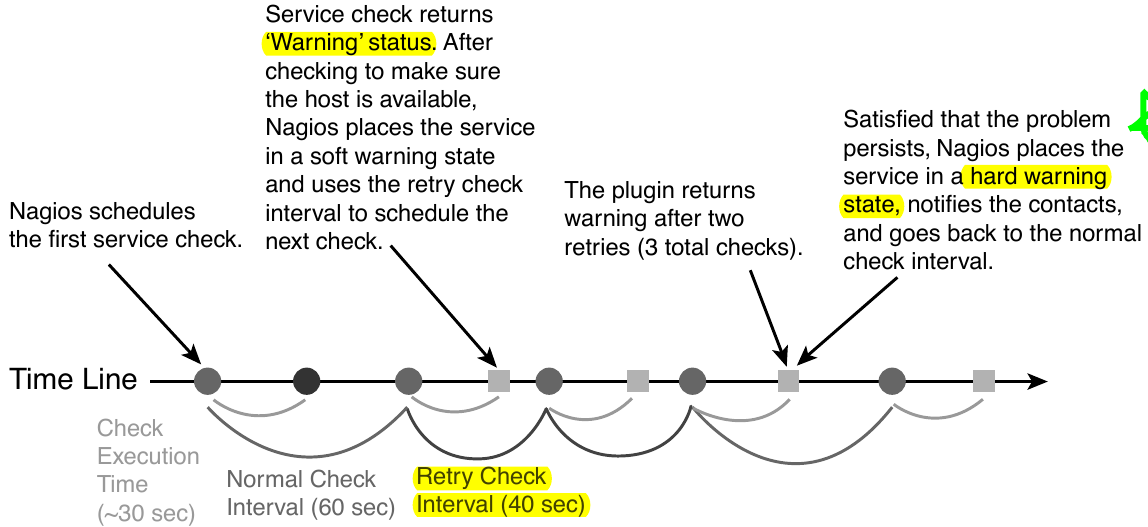 Service check returns
‘Warning’ status. After
checking to make sure
the host is available,
Nagios places the service
in a soft warning state
and uses the retry check
interval to schedule the
next check.
Satisfied that the problem
persists, Nagios places the
service in a hard warning
state, notifies the contacts,
and goes back to the normal
check interval.
The plugin returns
warning after two
retries (3 total checks).
Nagios schedules
the first service check.
Time Line
Check
Execution
Time
(~30 sec)
Normal Check
Interval (60 sec)
Retry Check
Interval (40 sec)